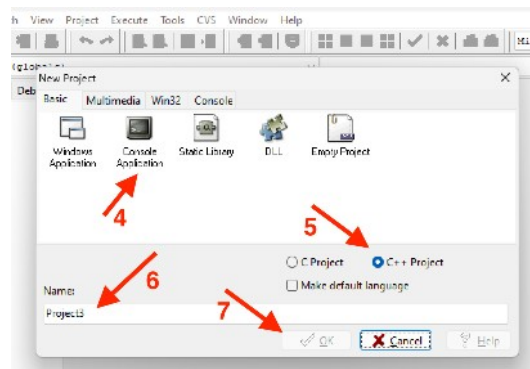 View Project Execute Tools CVS Window Help
New Project
Basic Multimedia Win32 Console
Windows Application
Console Application
Static Library
DLL
Empty Project
4
5
C Project C++ Project
6
Make default language
Name:
7
Project3
OK Cancel Help